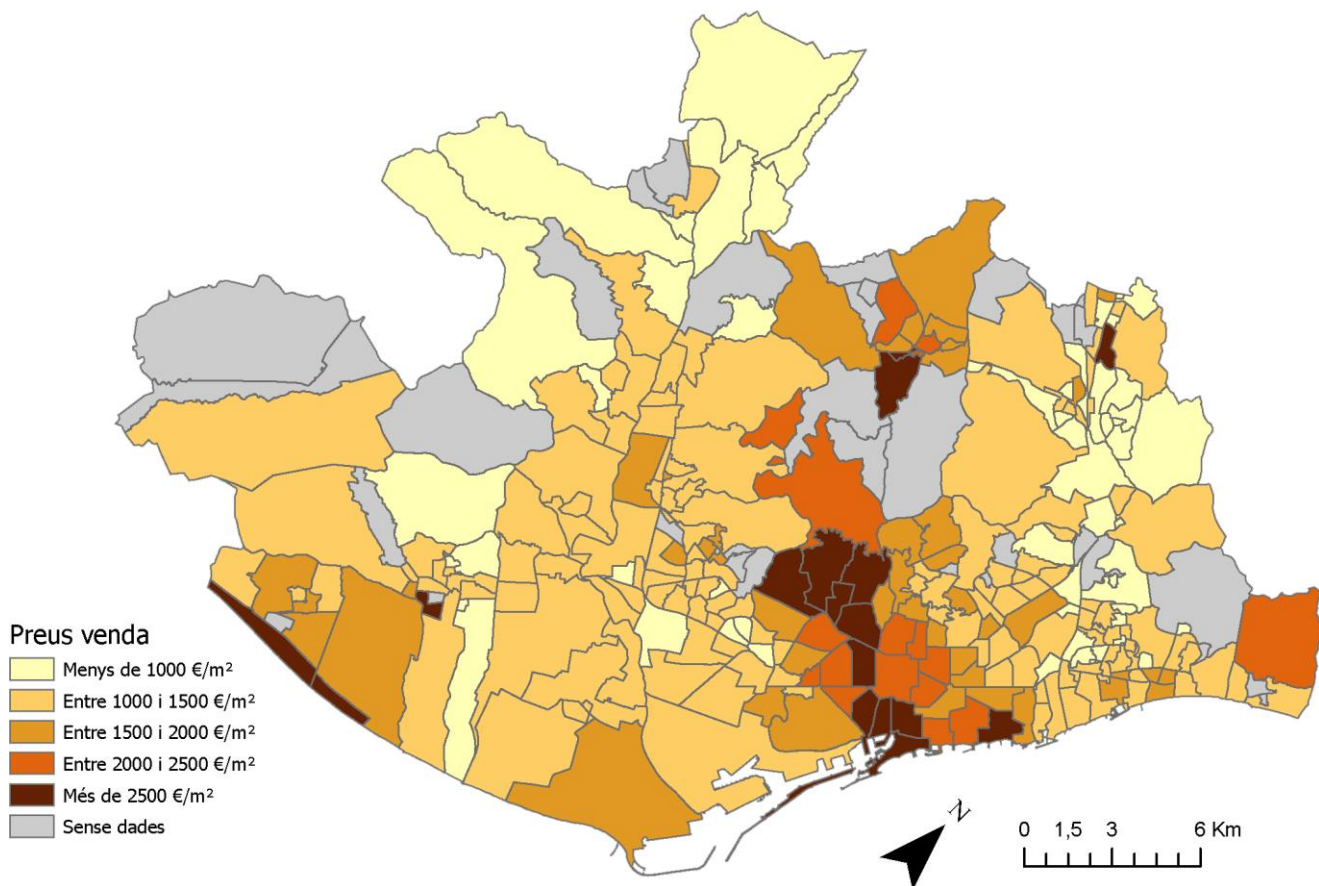 Preus venda
Menys de 1000 €/m²
Entre 1000 i 1500 €/m²
Entre 1500 i 2000 €/m²
Entre 2000 i 2500 €/m²
Més de 2500 €/m²
Sense dades
N
0 1,5 3 6 Km